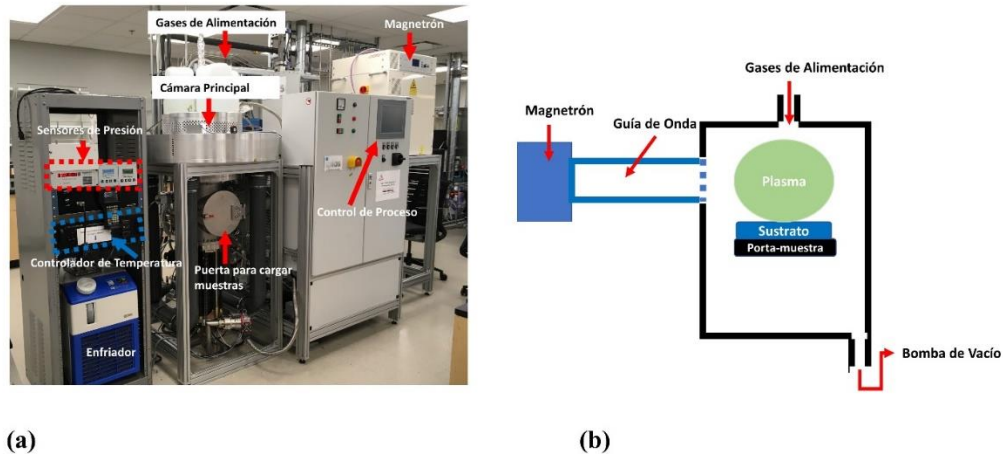 Gases de Alimentación
Magnetrón
Cámara Principal
Sensores de Presión
Control de Proceso
Controlador de Temperatura
Puerta para cargar
muestras
Enfriador
Gases de Alimentación
Magnetrón
Guía de Onda
Plasma
Sustrato
Porta-muestra
Bomba de Vacío
(a)
(b)